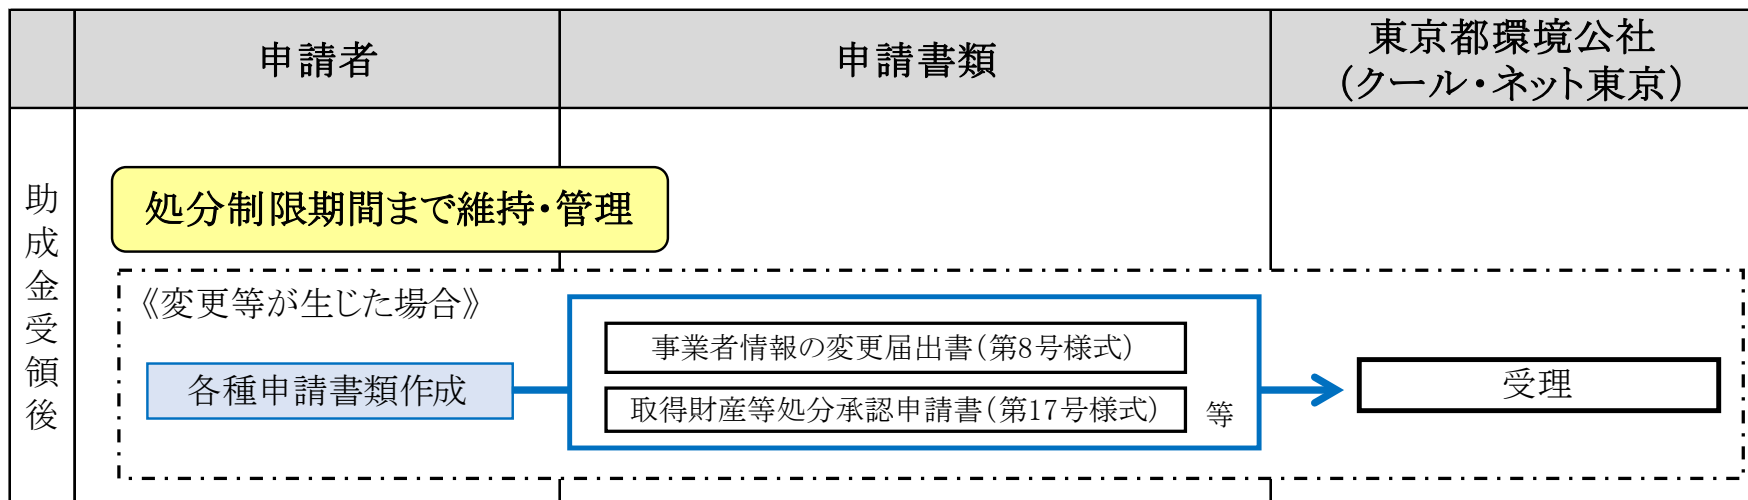 申請者
申請書類
東京都環境公社
（クール・ネット東京）
助成金受領後
処分制限期間まで維持・管理
《変更等が生じた場合》
事業者情報の変更届出書（第8号様式）
各種申請書類作成
取得財産等処分承認申請書（第17号様式）
等
受理